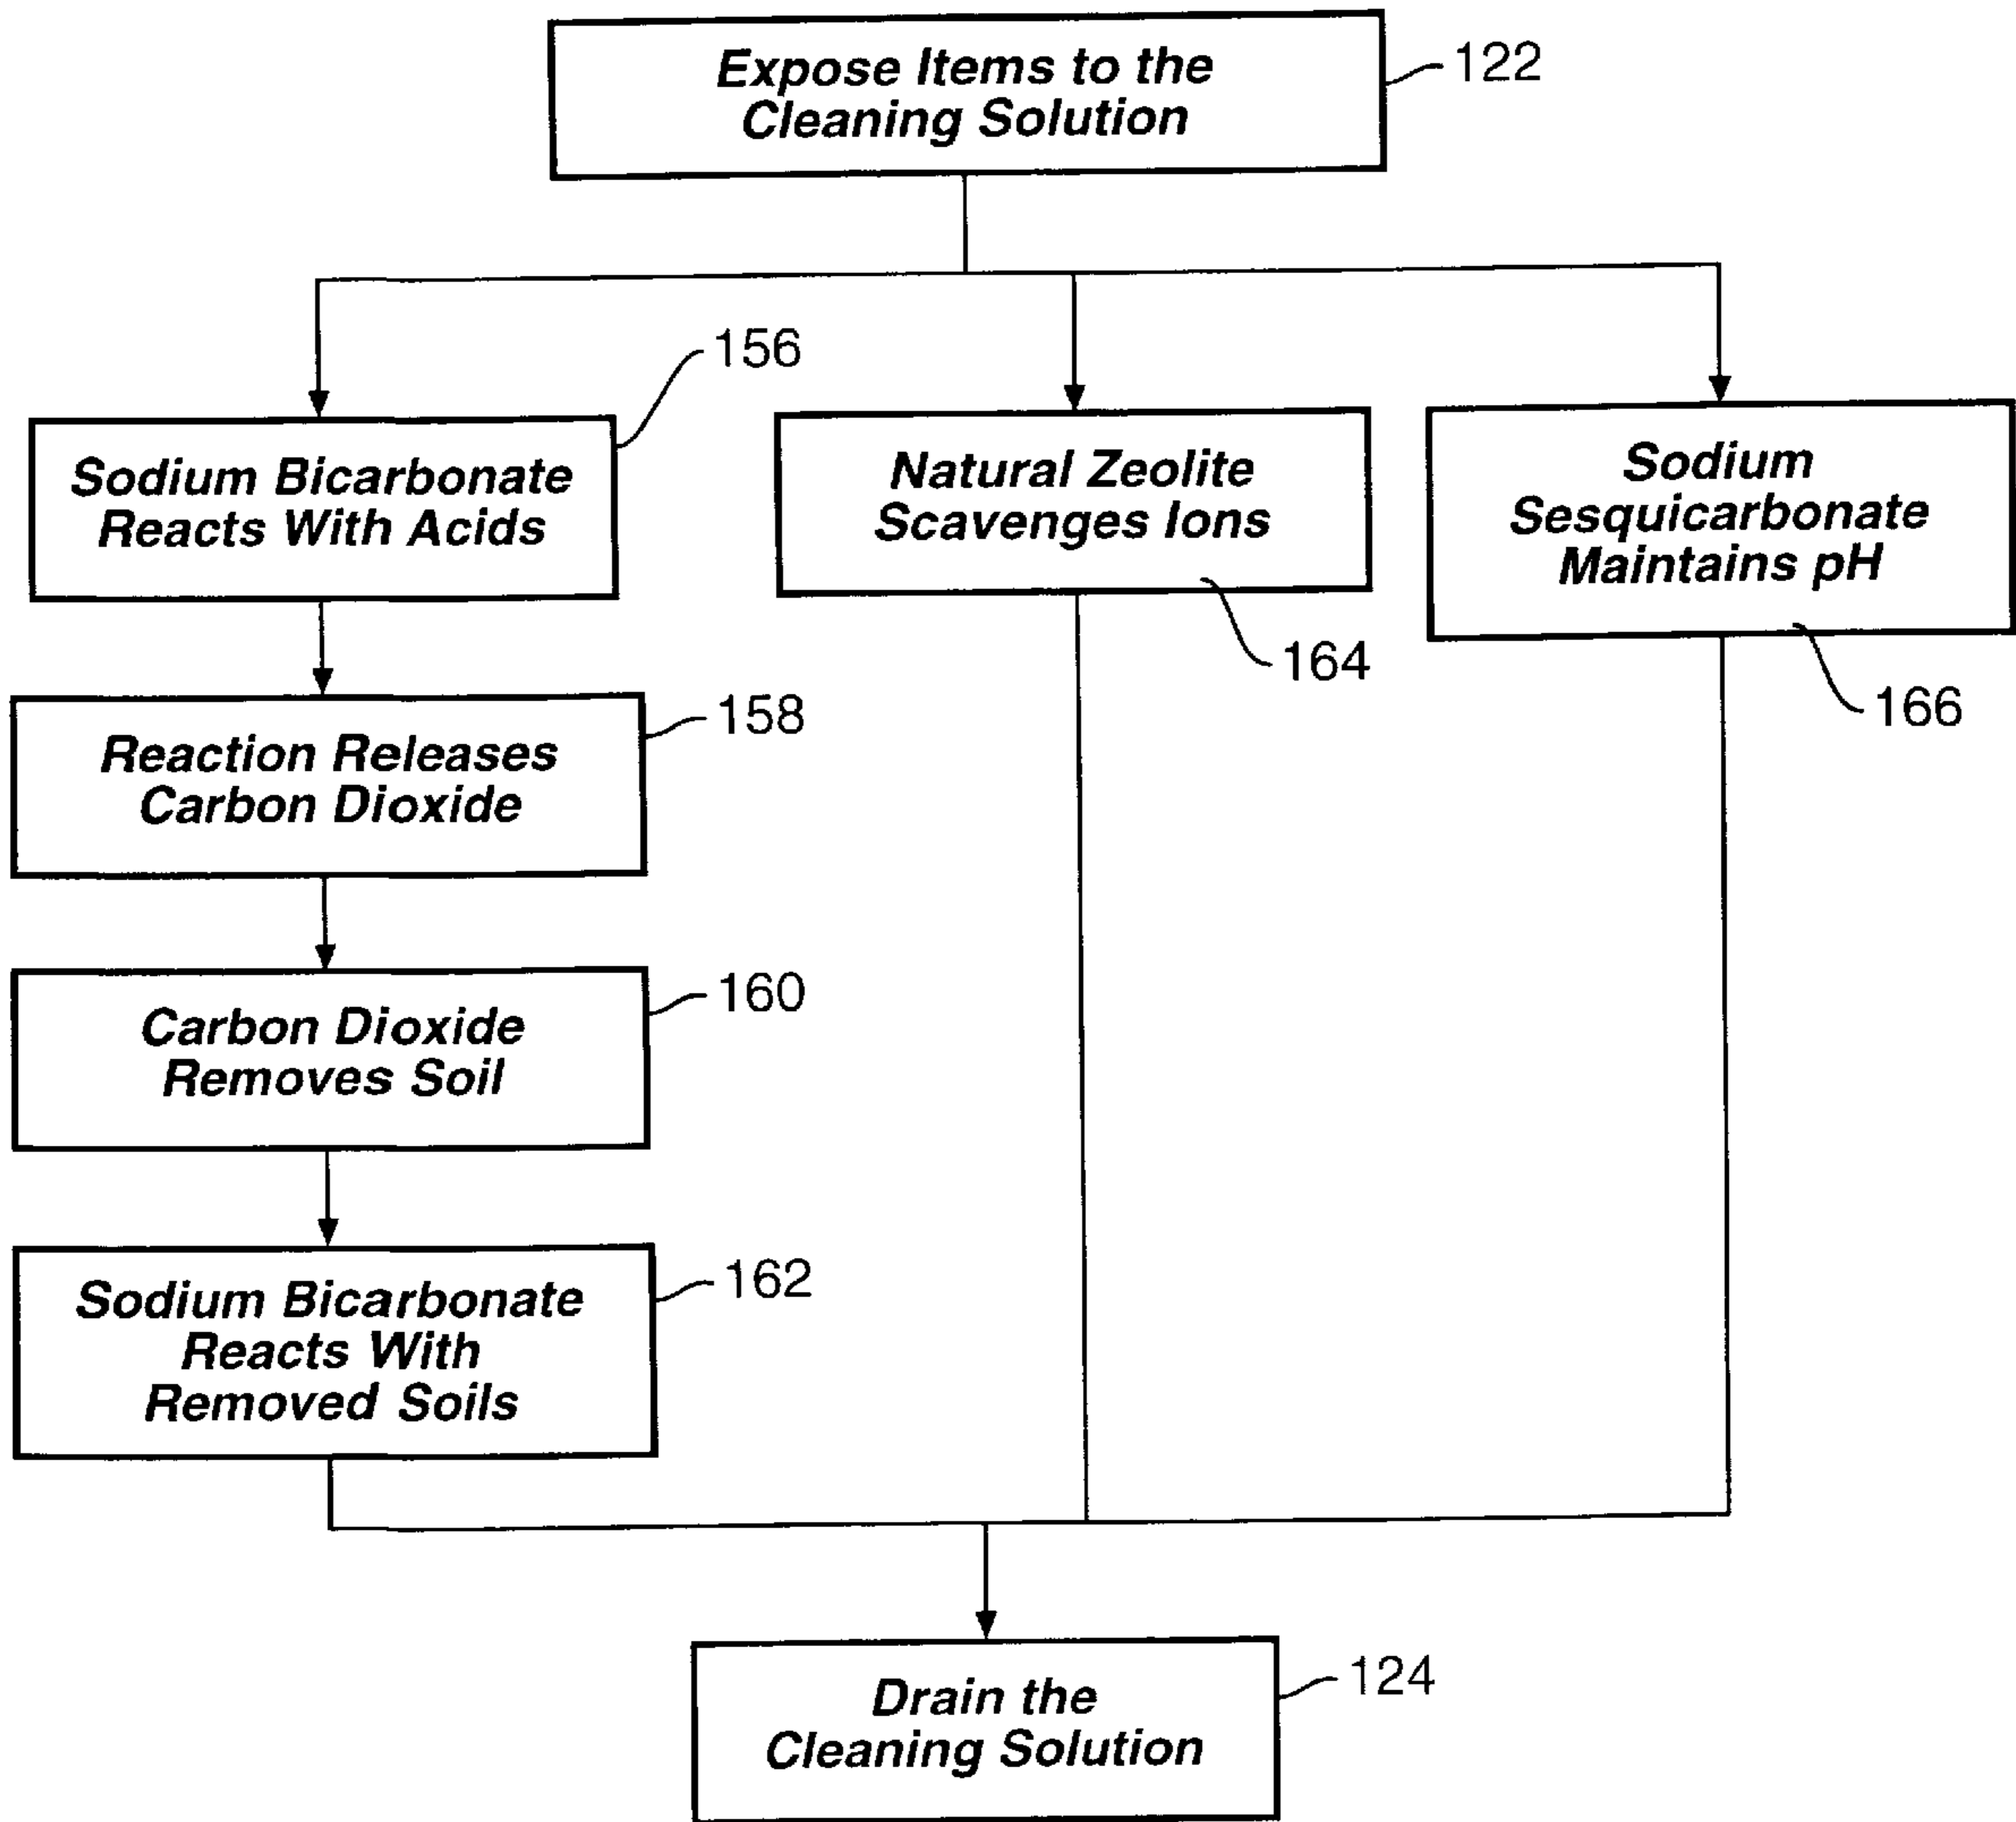 Expose Items to the
Cleaning Solution
122
156
Sodium Bicarbonate
Reacts With Acids
Natural Zeolite
Scavenges Ions
164
Sodium
Sesquicarbonate
Maintains pH
166
158
Reaction Releases
Carbon Dioxide
160
Carbon Dioxide
Removes Soil
162
Sodium Bicarbonate
Reacts With
Removed Soils
124
Drain the
Cleaning Solution